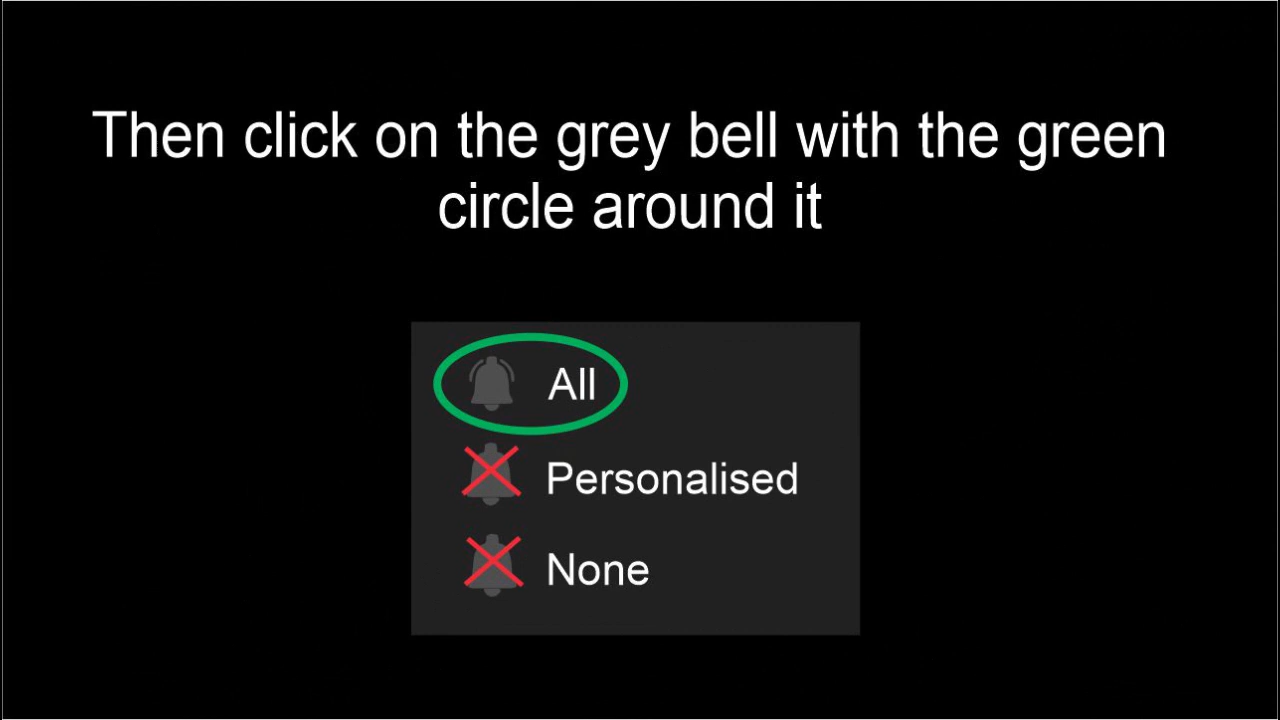 Then click on the grey bell with the green
circle around it
All
Personalised
None